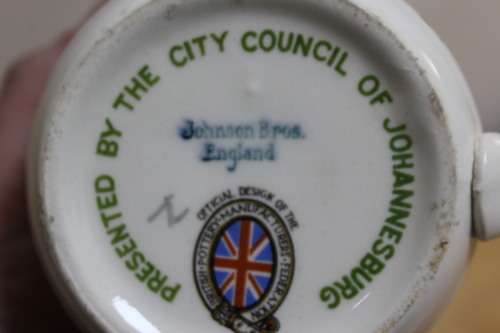 PRESENTED BY THE CITY COUNCIL OF JOHANNESBURG
Johnson Bros.
England
OFFICIAL DESIGN OF THE
BRITISH POTTERY MANUFACTURERS' FEDERATION